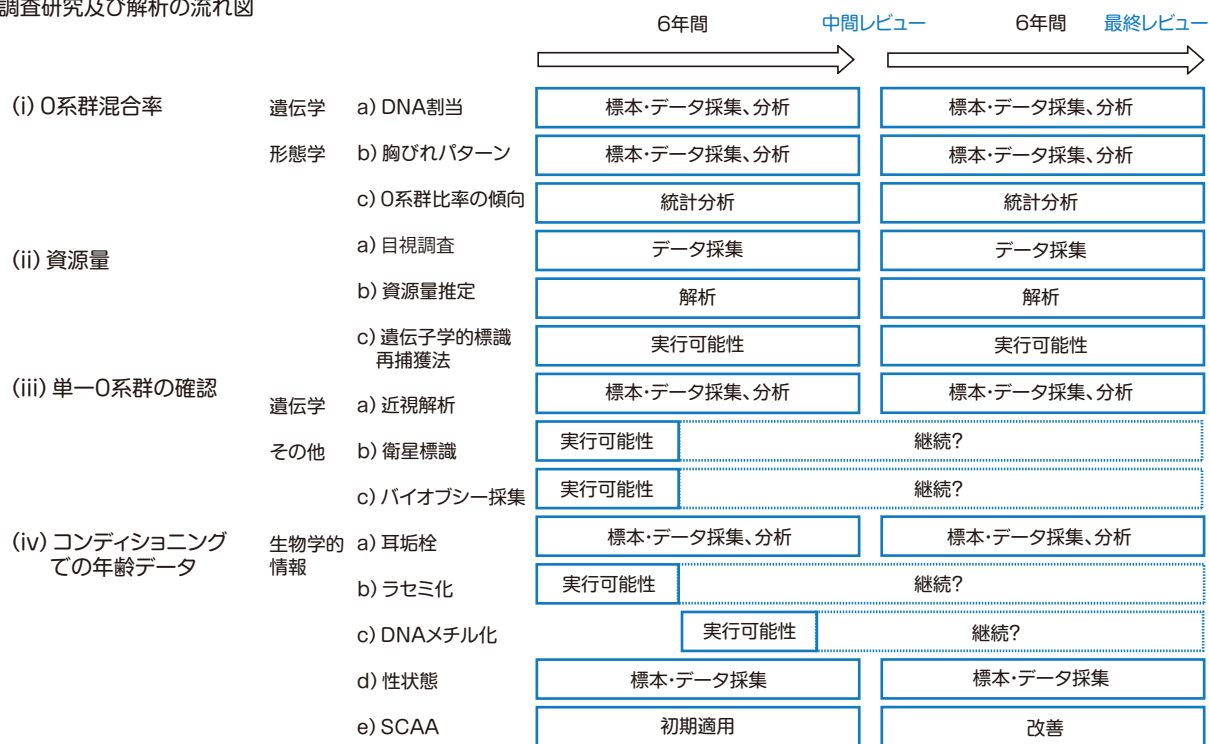 調査研究及び解析の流れ図
6年間 中間レビュー 6年間 最終レビュー
(i) O系群混合率 遺伝学 a) DNA割当 標本・データ採集、分析 標本・データ採集、分析
形態学 b) 胸びれパターン 標本・データ採集、分析 標本・データ採集、分析
c) O系群比率の傾向 統計分析 統計分析
(ii) 資源量 a) 目視調査 データ採集 データ採集
b) 資源量推定 解析 解析
c) 遺伝子学的標識 実行可能性 実行可能性
再捕獲法
(iii) 単一O系群の確認 遺伝学 a) 近視解析 標本・データ採集、分析 標本・データ採集、分析
その他 b) 衛星標識 実行可能性 継続?
c) バイオプシー採集 実行可能性 継続?
(iv) コンディショニング 生物学的 a) 耳垢栓 標本・データ採集、分析 標本・データ採集、分析
での年齢データ 情報
b) ラセミ化 実行可能性 継続?
c) DNAメチル化 実行可能性 継続?
d) 性状態 標本・データ採集 標本・データ採集
e) SCAA 初期適用 改善